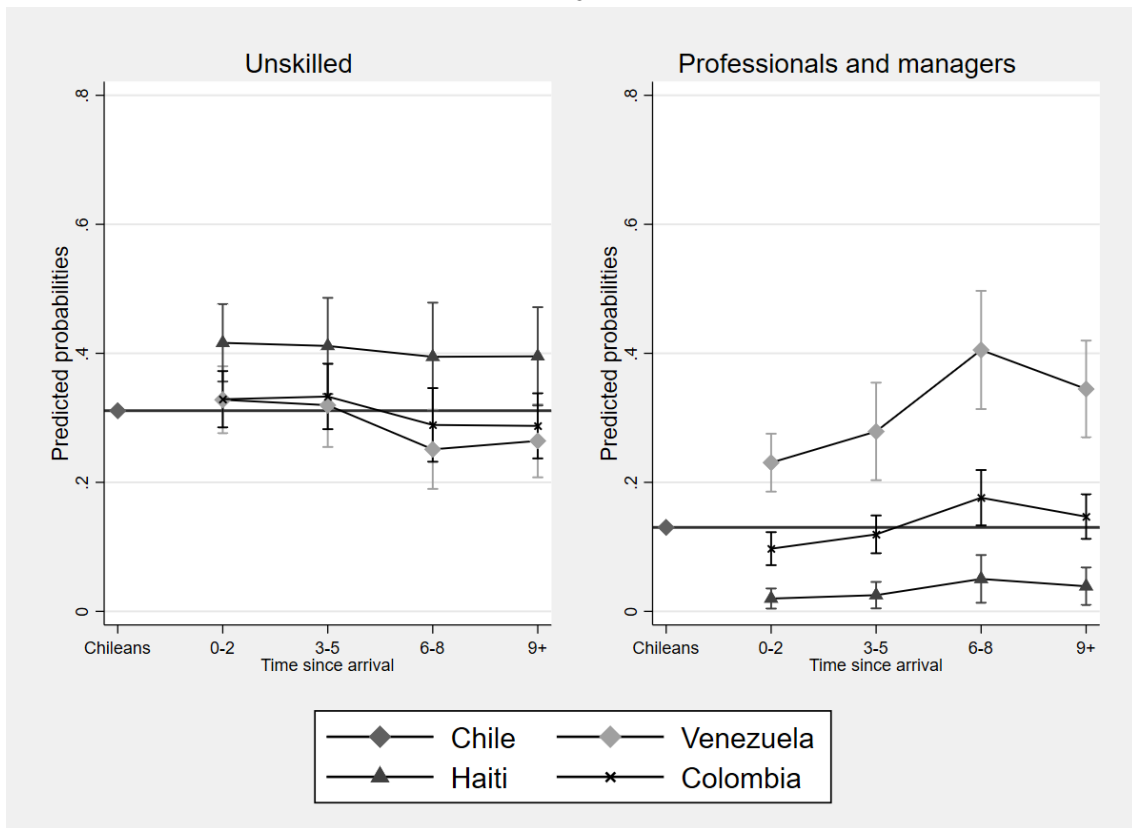 Unskilled
Predicted probabilities
.8
.6
.4
.2
0
Chileans 0-2 3-5 6-8 9+
Time since arrival
Professionals and managers
Predicted probabilities
.8
.6
.4
.2
0
Chileans 0-2 3-5 6-8 9+
Time since arrival
Chile Venezuela
Haiti Colombia